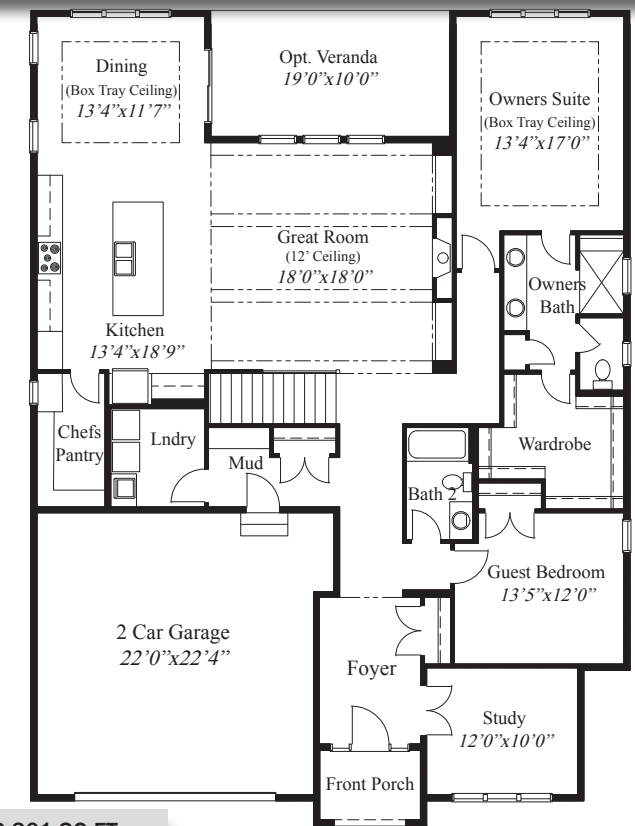 Dining
(Box Tray Ceiling)
13'4"x11'7"
Opt. Veranda
19'0"x10'0"
Owners Suite
(Box Tray Ceiling)
13'4"x17'0"
Great Room
(12' Ceiling)
18'0"x18'0"
Owners
Bath
Kitchen
13'4"x18'9"
Chefs
Pantry
Lndry
Mud
Wardrobe
Bath 2
Guest Bedroom
13'5"x12'0"
2 Car Garage
22'0"x22'4"
Foyer
Study
12'0"x10'0"
Front Porch